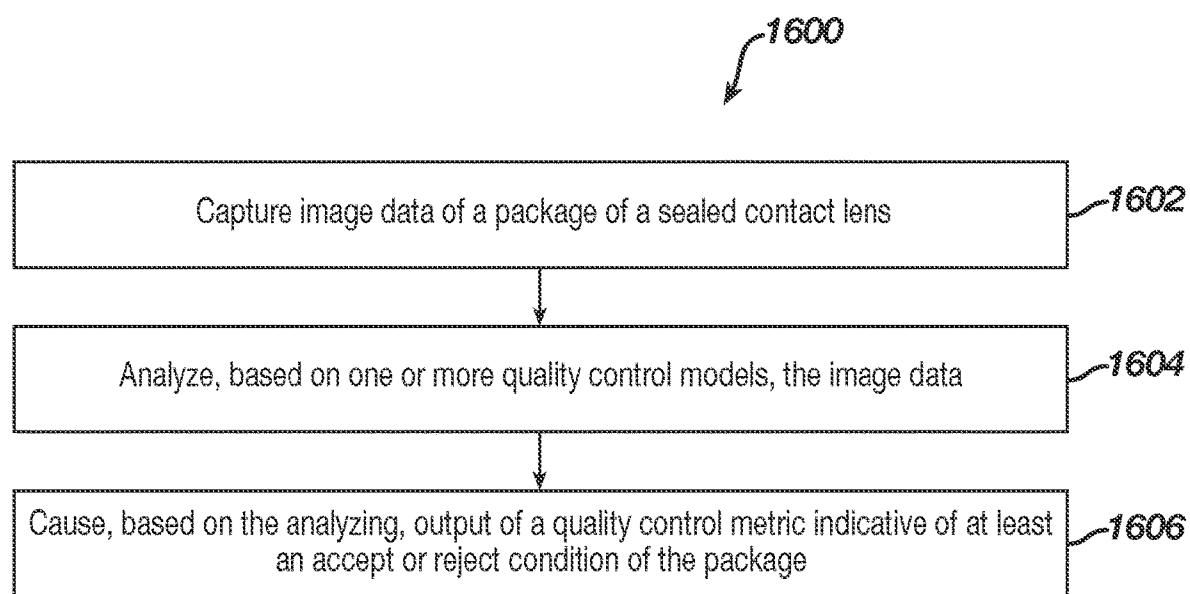 1600
Capture image data of a package of a sealed contact lens
1602
Analyze, based on one or more quality control models, the image data
1604
Cause, based on the analyzing, output of a quality control metric indicative of at least
an accept or reject condition of the package
1606